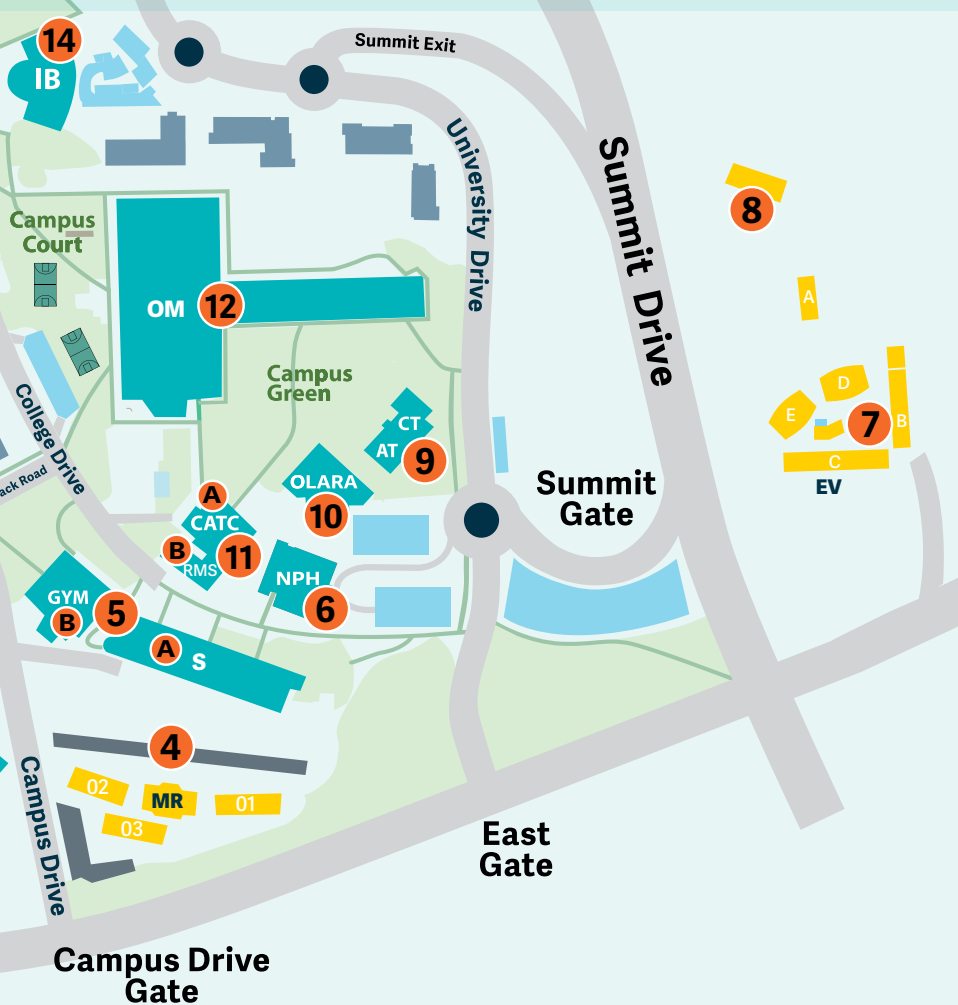 14
IB
Summit Exit
University Drive
Summit Drive
8
Campus
Court
OM
12
A
Campus
Green
D
E
7
B
C
EV
CT
AT
9
College Drive
ack Road
OLARA
10
Summit
Gate
A
CATC
B
11
RMS
NPH
6
GYM
B
5
A
S
4
02
MR
01
03
Campus Drive
East
Gate
Campus Drive
Gate